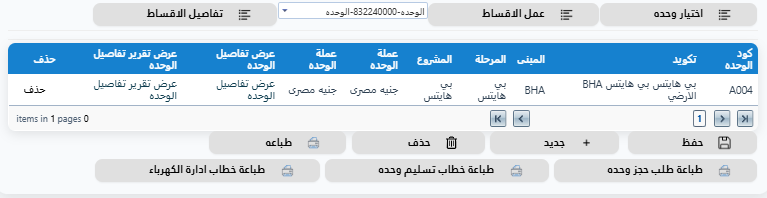 اختيار وحده
عمل الاقساط
الوحده-832240000-الوحده
تفاصيل الاقساط
كود الوحده تكويد المبنى المرحلة المشروع عملة الوحده عملة الوحده عرض تفاصيل الوحده عرض تقرير تفاصيل الوحده حذف
A004 بي هايتس بي هايتس BHA الارضي BHA بي هايتس بي هايتس جنيه مصرى جنيه مصرى عرض تفاصيل الوحده عرض تقرير تفاصيل الوحده حذف
1
items in 1 pages 0
حفظ
جديد
حذف
طباعه
طباعة طلب حجز وحده
طباعة خطاب تسليم وحده
طباعة خطاب ادارة الكهرباء